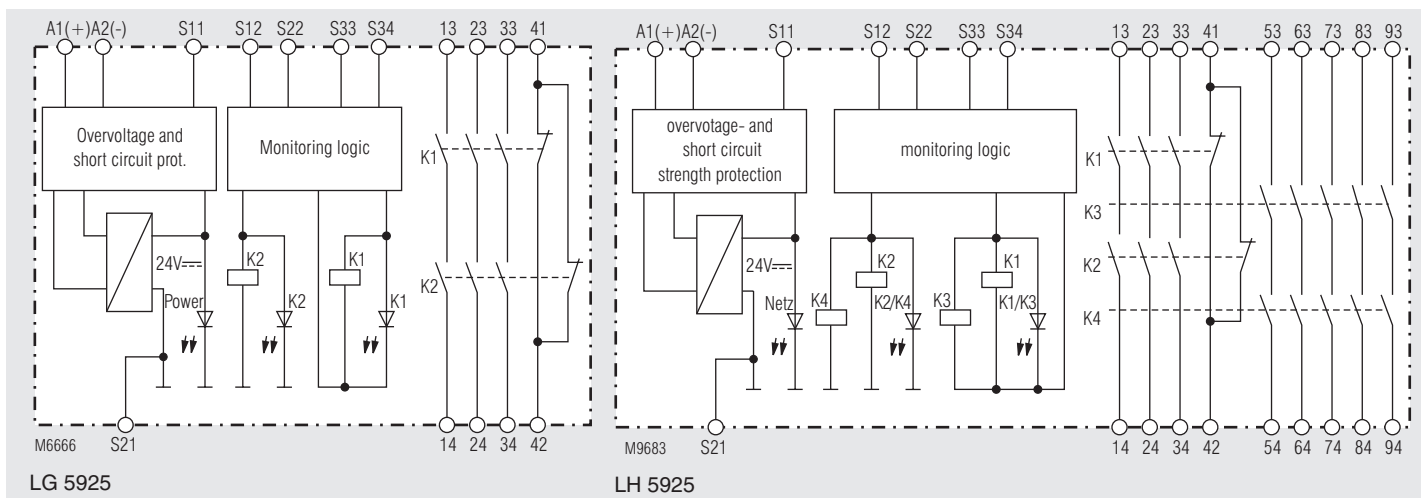 A1(+)A2(-) S11 S12 S22 S33 S34 13 23 33 41
Overvoltage and
short circuit prot.
Monitoring logic
K1
24V
K2
K1
K2
Power
K2
K1
M6666 S21 14 24 34 42
LG 5925
A1(+)A2(-) S11 S12 S22 S33 S34 13 23 33 41 53 63 73 83 93
overvotage- and
short circuit
strength protection
monitoring logic
K1
K3
24V
K2
K1
K2
Netz
K4
K2/K4
K3
K1/K3
K4
M9683 S21 14 24 34 42 54 64 74 84 94
LH 5925